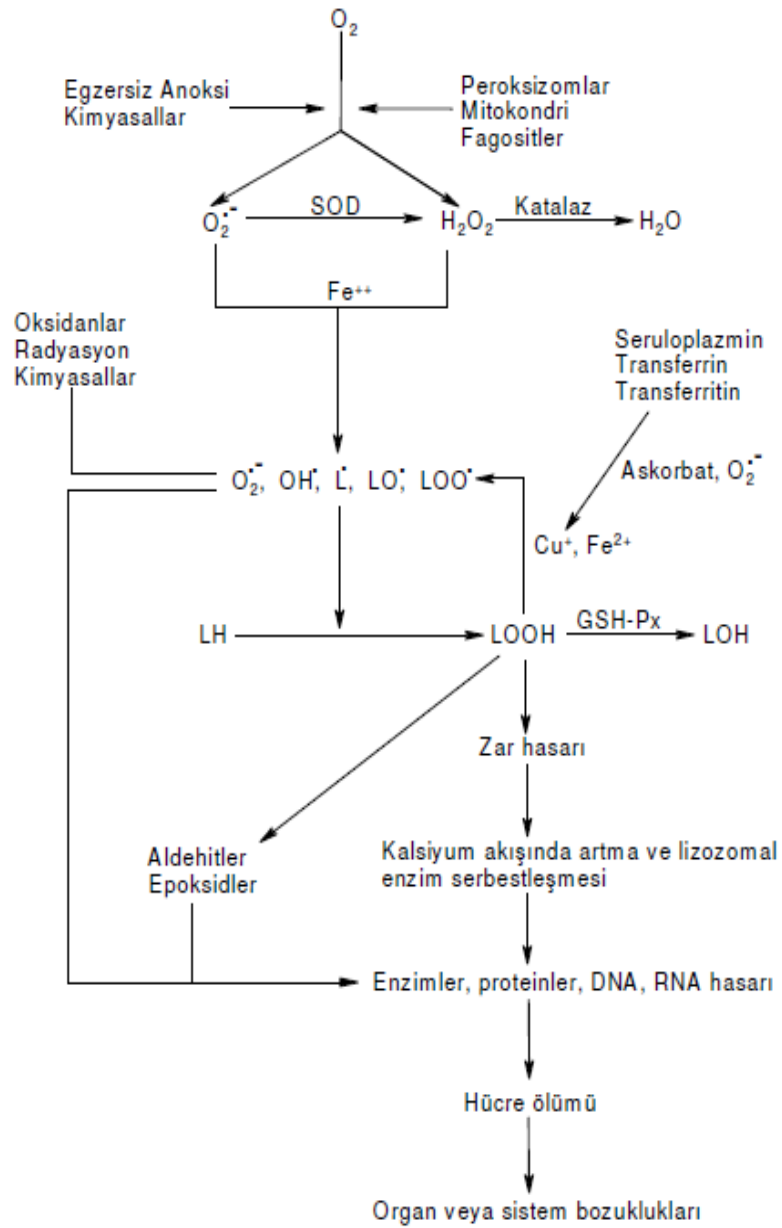 O₂
Egzersiz Anoksi
Kimyasallar
Peroksizomlar
Mitokondri
Fagositler
O₂˙⁻ SOD H₂O₂ Katalaz H₂O
Fe⁺⁺
Oksidanlar
Radyasyon
Kimyasallar
Seruloplazmin
Transferrin
Transferritin
Askorbat, O₂˙⁻
O₂˙⁻, OH˙, L˙, LO˙, LOO˙
Cu⁺, Fe²⁺
LH LOOH GSH-Px LOH
Zar hasarı
Aldehitler
Epoksidler
Kalsiyum akışında artma ve lizozomal
enzim serbestleşmesi
Enzimler, proteinler, DNA, RNA hasarı
Hücre ölümü
Organ veya sistem bozuklukları